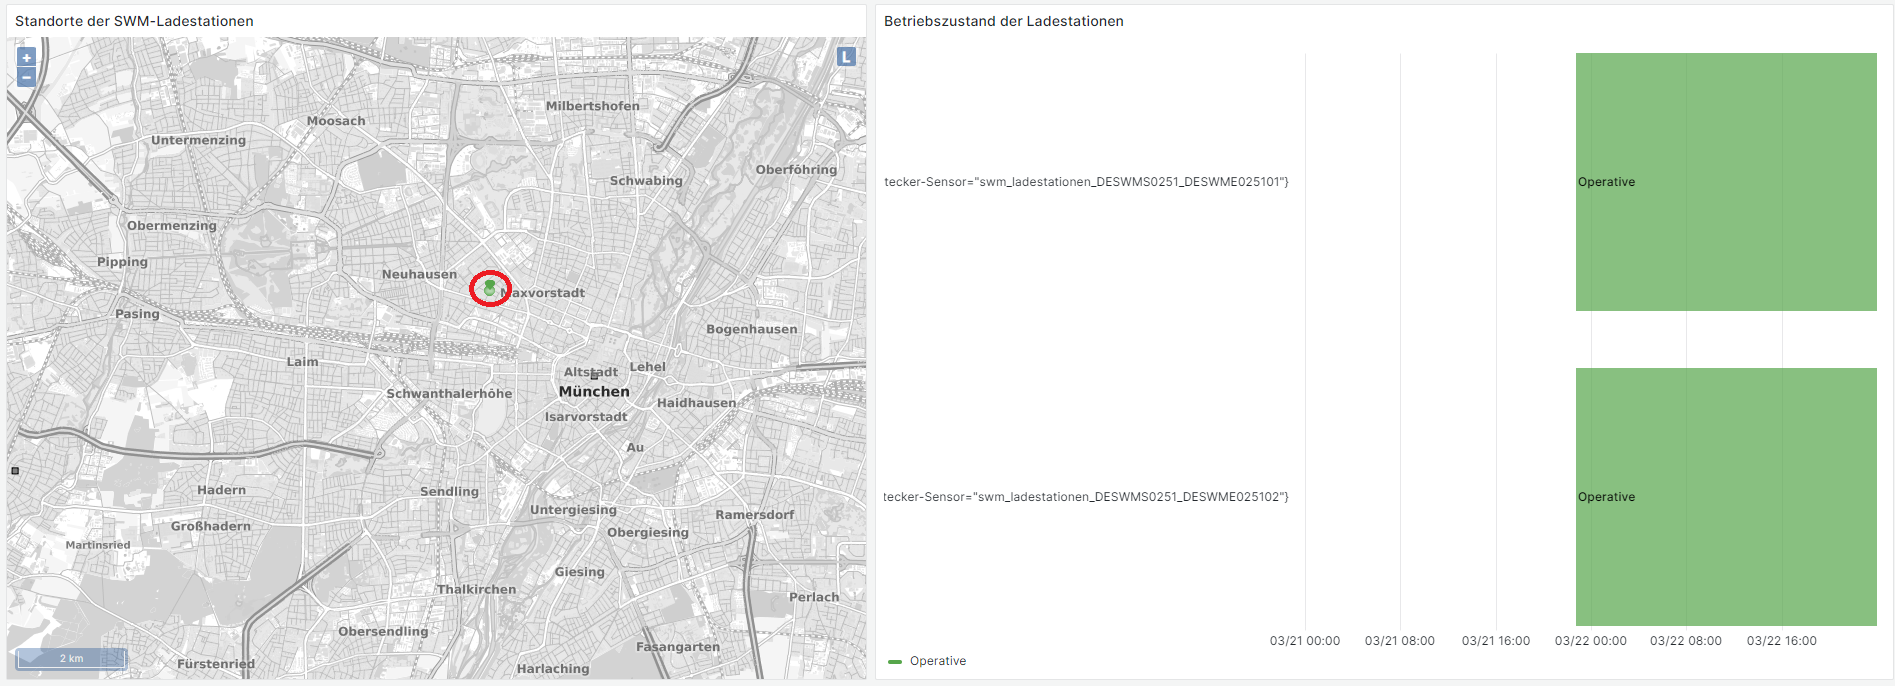 Standorte der SWM-Ladestationen
+
−
L
Milbertshofen
Moosach
Untermenzing
Oberföhring
Schwabing
Obermenzing
Pipping
Neuhausen
Maxvorstadt
Pasing
Bogenhausen
Laim
Lehel
Altstadt
Schwanthalerhöhe
München
Haidhausen
Isarvorstadt
Au
Hadern
Sendling
Untergiesing
Ramersdorf
Großhadern
Obergiesing
Martinsried
Giesing
Thalkirchen
Perlach
Obersendling
Fasangarten
2 km
Fürstenried
Harlaching
Betriebszustand der Ladestationen
tecker-Sensor="swm_ladestationen_DESWMS0251_DESWME025101"}
Operative
tecker-Sensor="swm_ladestationen_DESWMS0251_DESWME025102"}
Operative
03/21 00:00 03/21 08:00 03/21 16:00 03/22 00:00 03/22 08:00 03/22 16:00
Operative